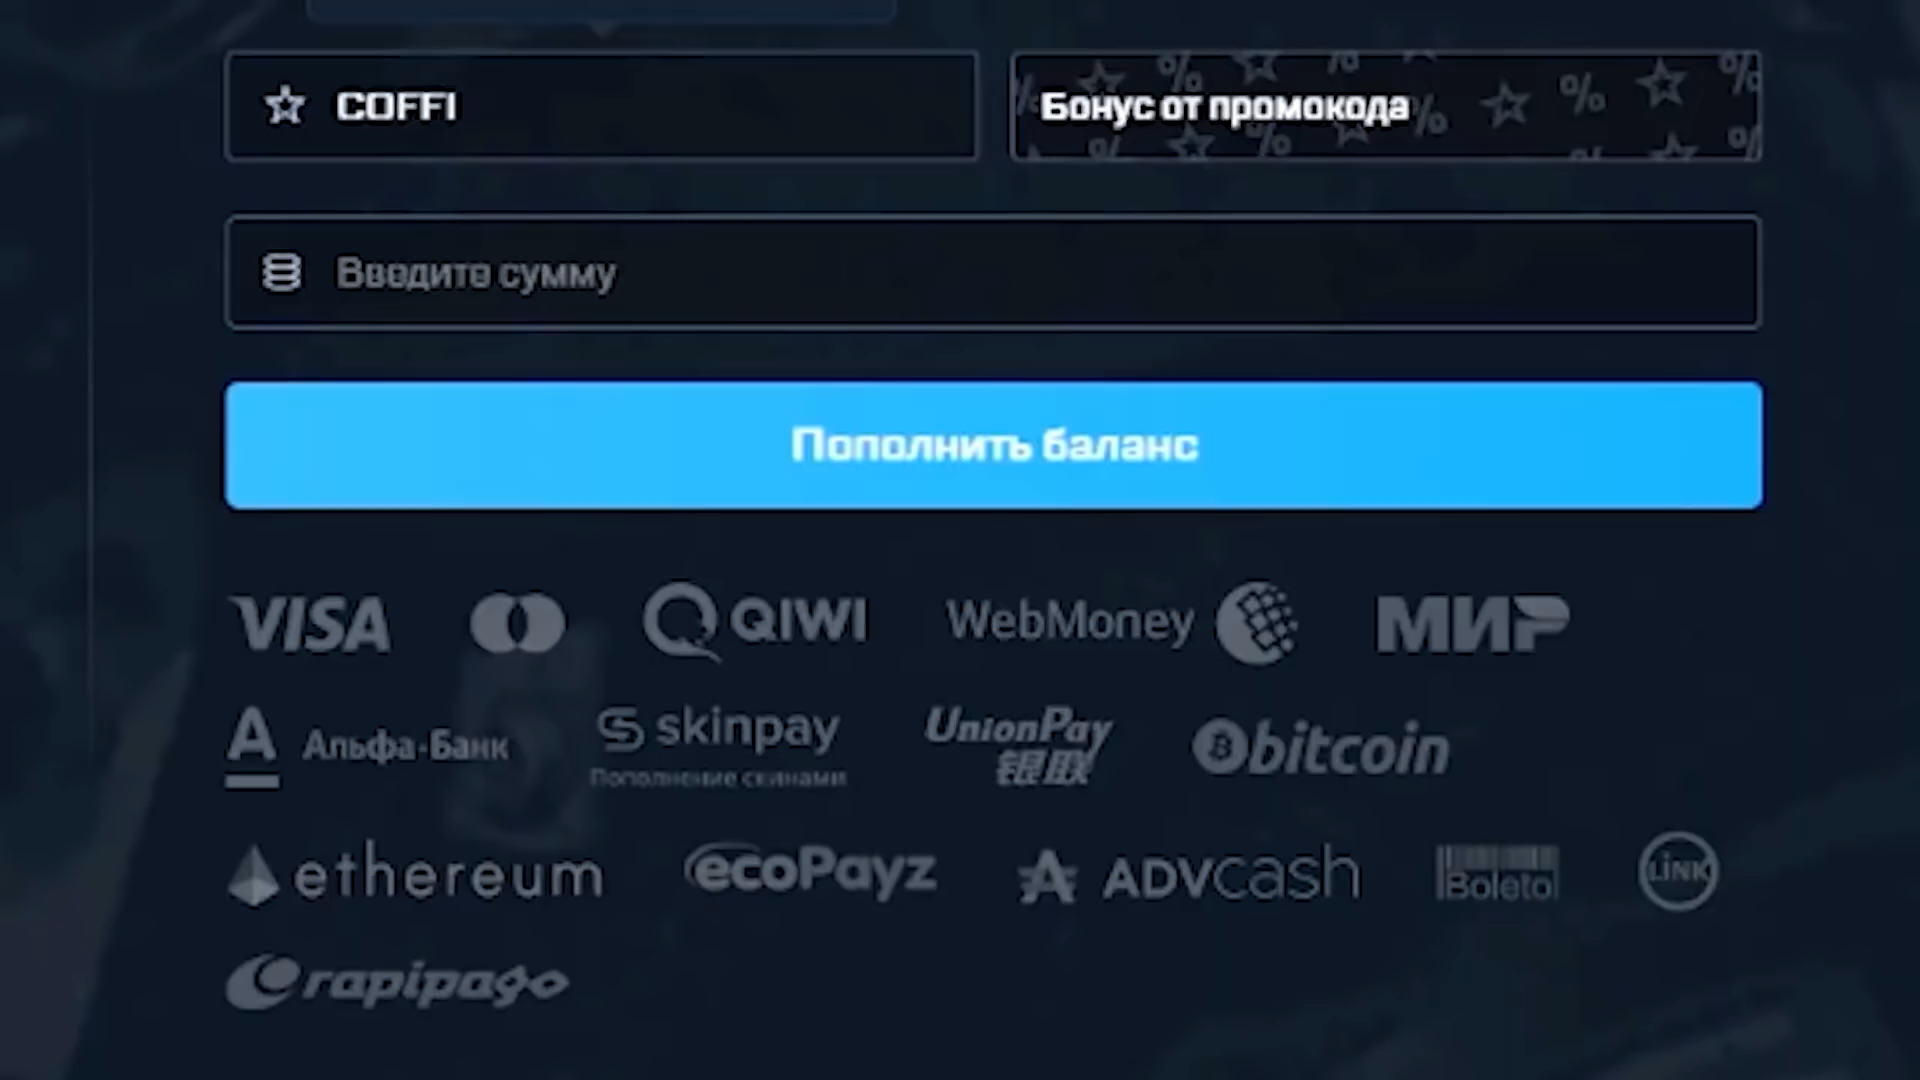 COFFI
Бонус от промокода
Введите сумму
Пополнить баланс
VISA
QIWI
WebMoney
МИР
А Альфа-Банк
skinpay
Пополнение скинами
UnionPay
银联
bitcoin
ethereum
ecoPayz
ADVcash
Boleto
LiNK
rapipago